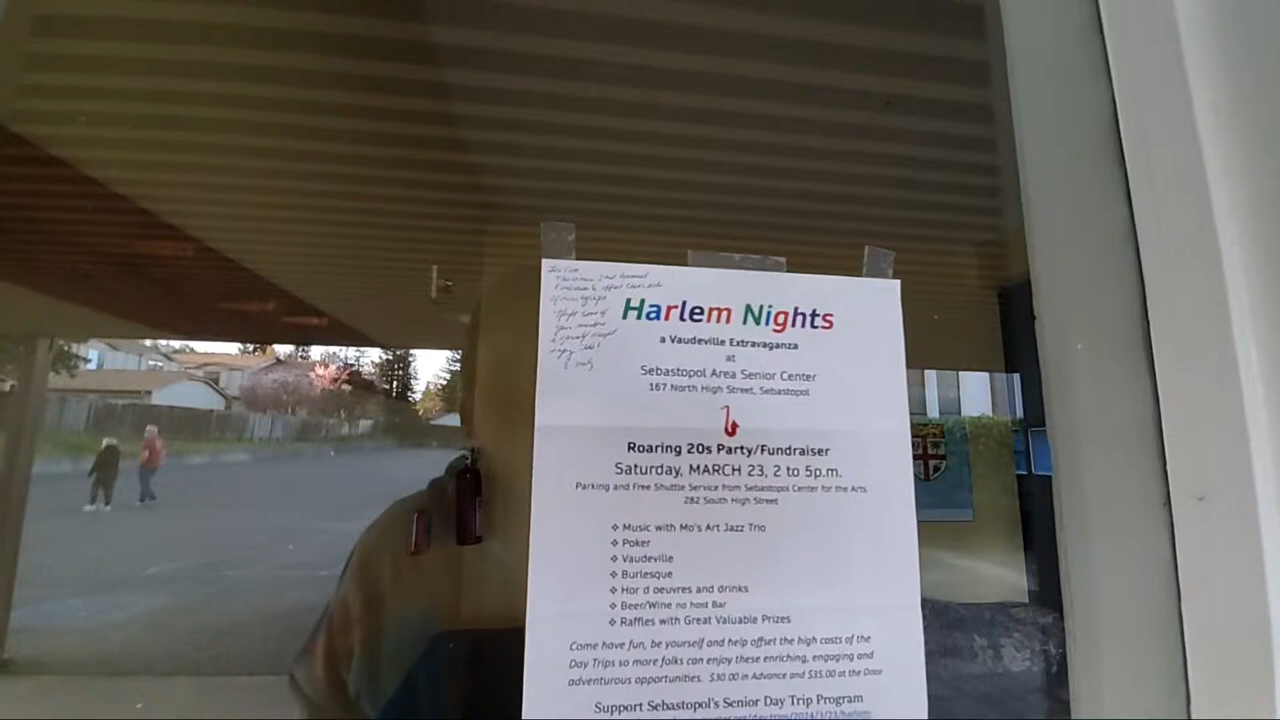 Harlem Nights
a Vaudeville Extravaganza
at
Sebastopol Area Senior Center
167 North High Street, Sebastopol
Roaring 20s Party/Fundraiser
Saturday, MARCH 23, 2 to 5p.m.
Parking and Free Shuttle Service from Sebastopol Center for the Arts
282 South High Street
❖ Music with Mo's Art Jazz Trio
❖ Poker
❖ Vaudeville
❖ Burlesque
❖ Hor d oeuvres and drinks
❖ Beer/Wine no host Bar
❖ Raffles with Great Valuable Prizes
Come have fun, be yourself and help offset the high costs of the
Day Trips so more folks can enjoy these enriching, engaging and
adventurous opportunities. $30.00 in Advance and $35.00 at the Door
Support Sebastopol's Senior Day Trip Program